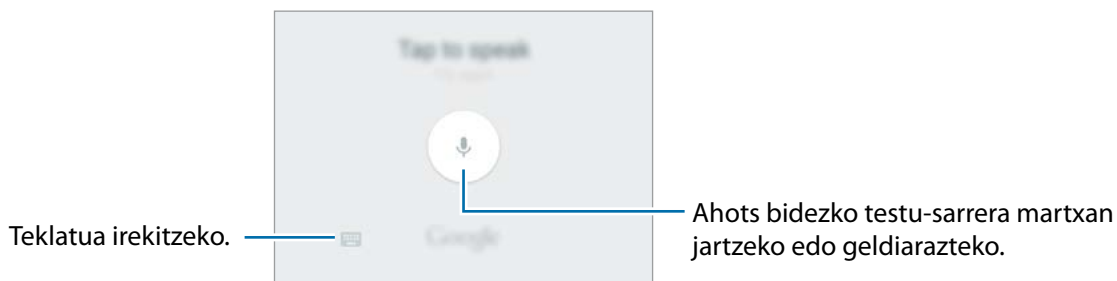 Tap to speak
Teklatua irekitzeko.
Google
Ahots bidezko testu-sarrera martxan
jartzeko edo geldiarazteko.